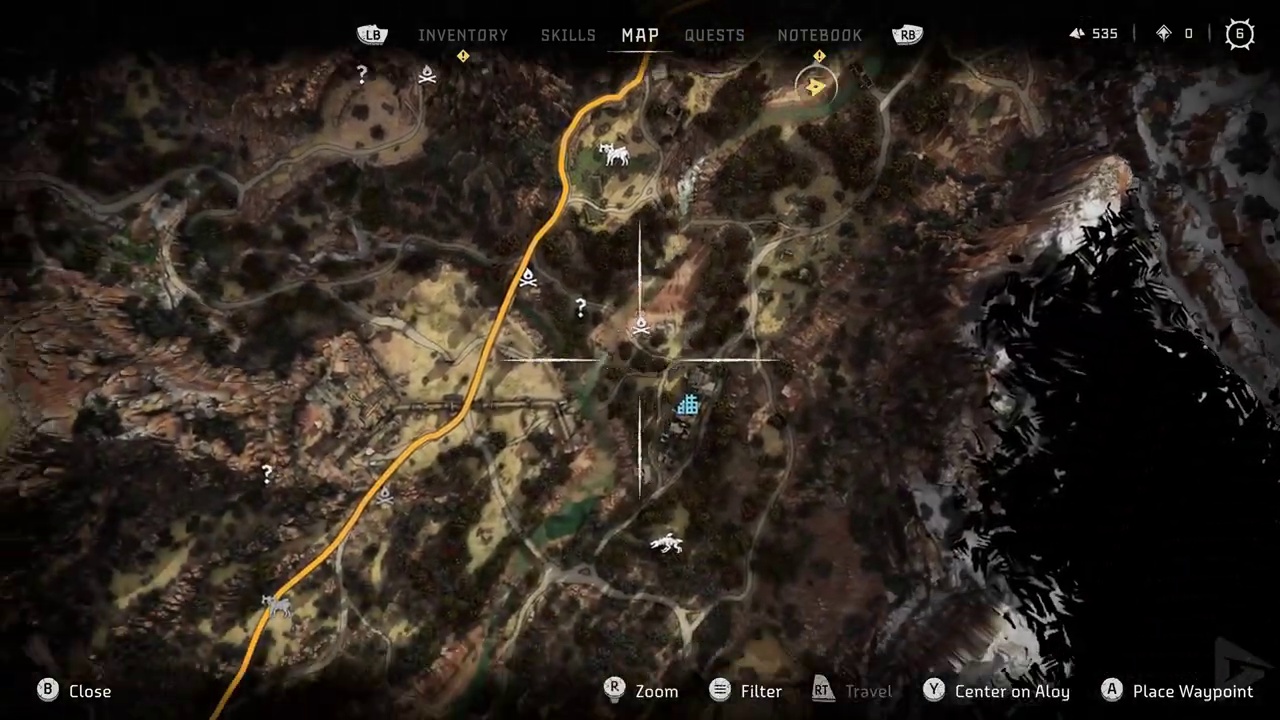 LB INVENTORY SKILLS MAP QUESTS NOTEBOOK RB 535 0 6
B Close R Zoom Filter RT Travel Y Center on Aloy A Place Waypoint